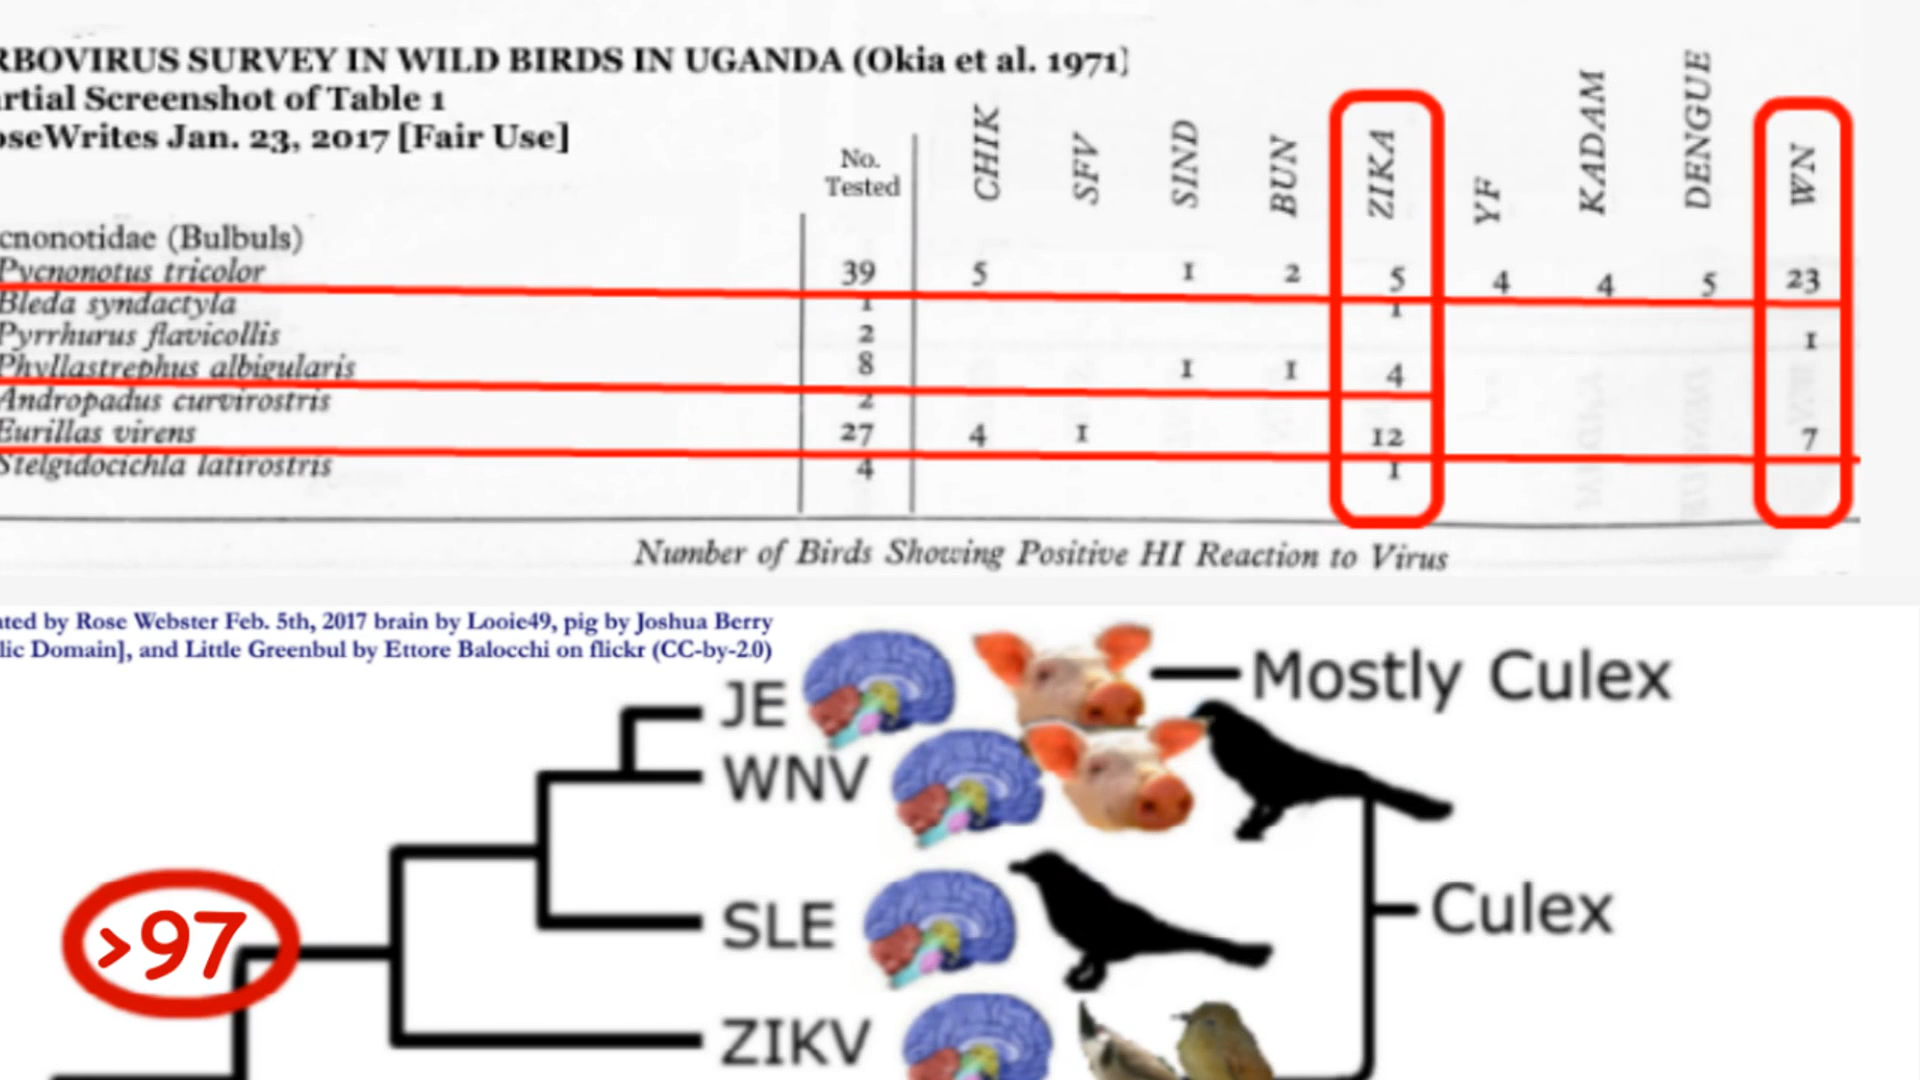 RBOVIRUS SURVEY IN WILD BIRDS IN UGANDA (Okia et al. 1971)
artial Screenshot of Table 1
oseWrites Jan. 23, 2017 [Fair Use]
No. Tested CHIK SFV SIND BUN ZIKA YF KADAM DENGUE WN
cnonotidae (Bulbuls)
Pycnonotus tricolor 39 5 1 2 5 4 4 5 23
Bleda syndactyla 1 1
Pyrrhurus flavicollis 2 1
Phyllastrephus albigularis 8 1 1 4
Andropadus curvirostris 2
Eurillas virens 27 4 1 12 7
Stelgidocichla latirostris 4 1
Number of Birds Showing Positive HI Reaction to Virus
ated by Rose Webster Feb. 5th, 2017 brain by Looie49, pig by Joshua Berry
lic Domain], and Little Greenbul by Ettore Balocchi on flickr (CC-by-2.0)
JE
Mostly Culex
WNV
SLE
Culex
>97
ZIKV